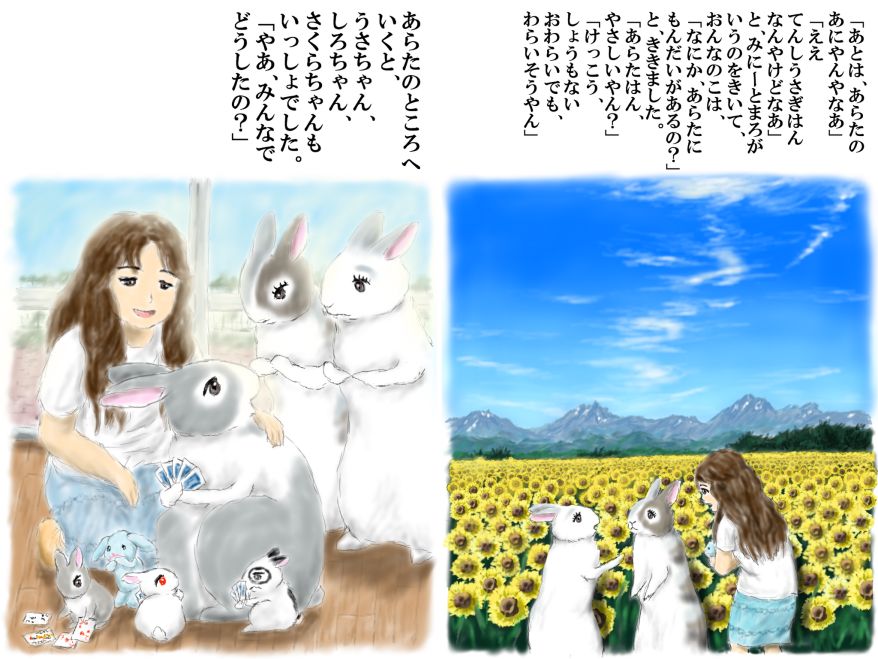 「あとは、あらたの
あにやんやなあ」
「ええ
てんしうさぎはん
なんやけどなあ」
と、みにーとまろが
いうのをきいて、
おんなのこは、
「なにか、あらたに
もんだいがあるの？」
と、ききました。
「あらたはん、
やさしいやん？」
「けっこう、
しょうもない
おわらいでも、
わらいそうやん」
あらたのところへ
いくと、
うさちゃん、
しろちゃん、
さくらちゃんも
いっしょでした。
「やあ、みんなで
どうしたの？」